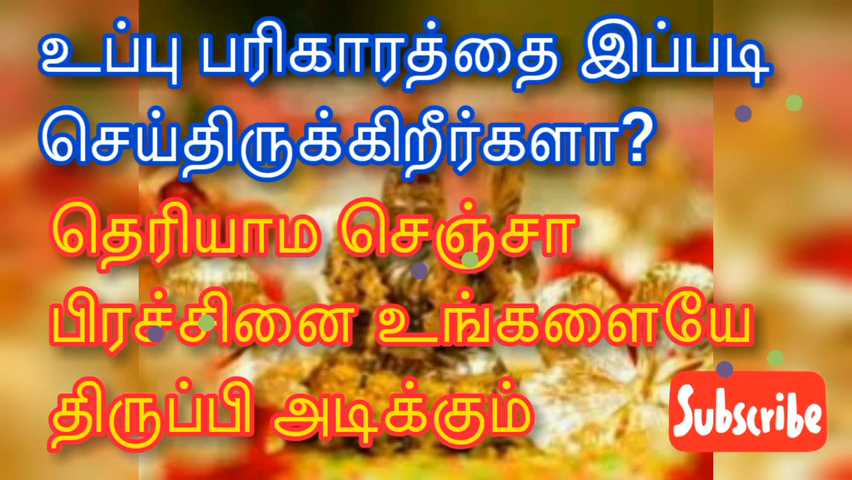 உப்பு பரிகாரத்தை இப்படி
செய்திருக்கிறீர்களா?
தெரியாம செஞ்சா
பிரச்சினை உங்களையே
திருப்பி அடிக்கும்
Subscribe